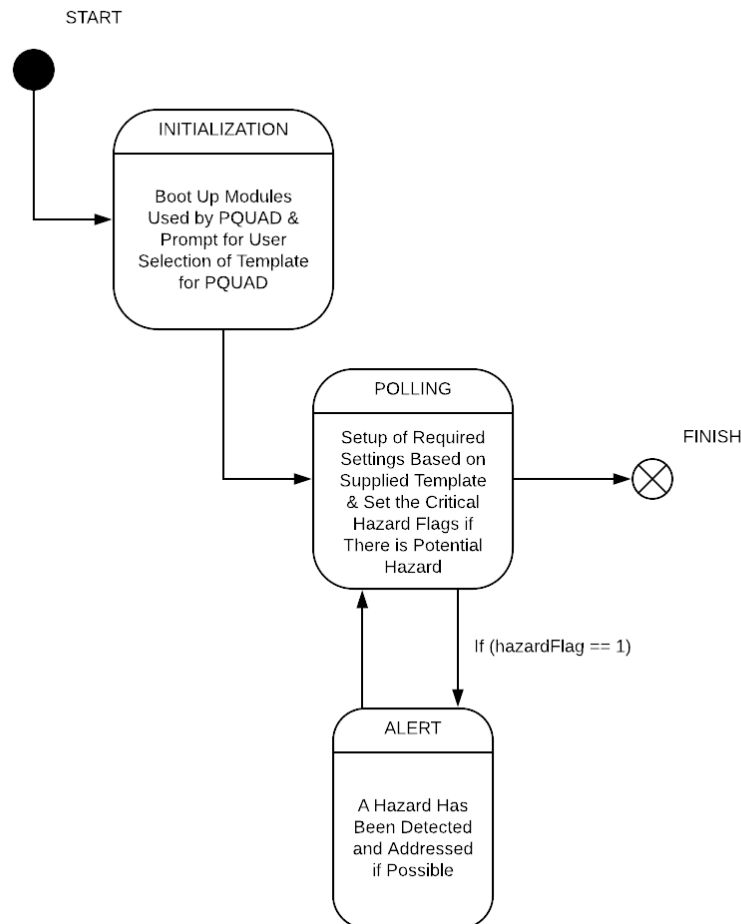 START
INITIALIZATION
Boot Up Modules
Used by PQUAD &
Prompt for User
Selection of Template
for PQUAD
POLLING
Setup of Required
Settings Based on
Supplied Template
& Set the Critical
Hazard Flags if
There is Potential
Hazard
FINISH
If (hazardFlag == 1)
ALERT
A Hazard Has
Been Detected
and Addressed
if Possible